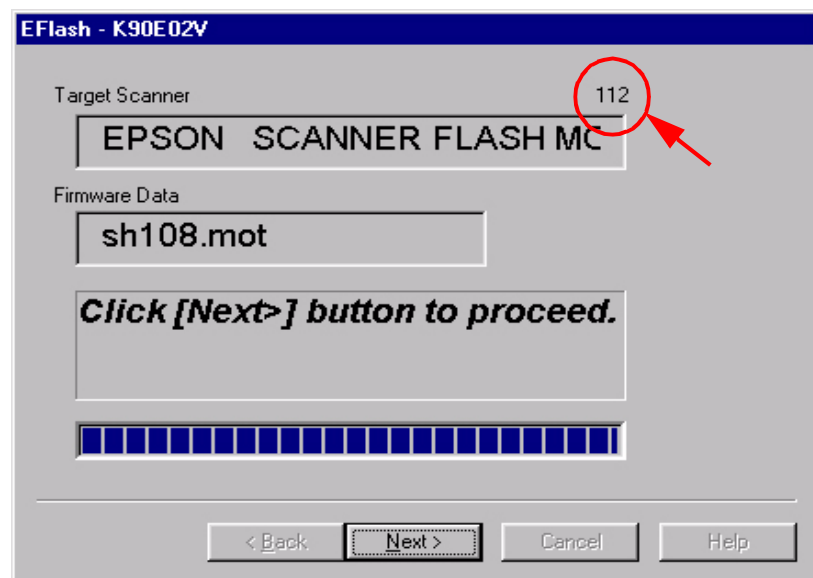 EFlash - K90E02V
Target Scanner 112
EPSON SCANNER FLASH MO
Firmware Data
sh108.mot
Click [Next>] button to proceed.
< Back Next > Cancel Help